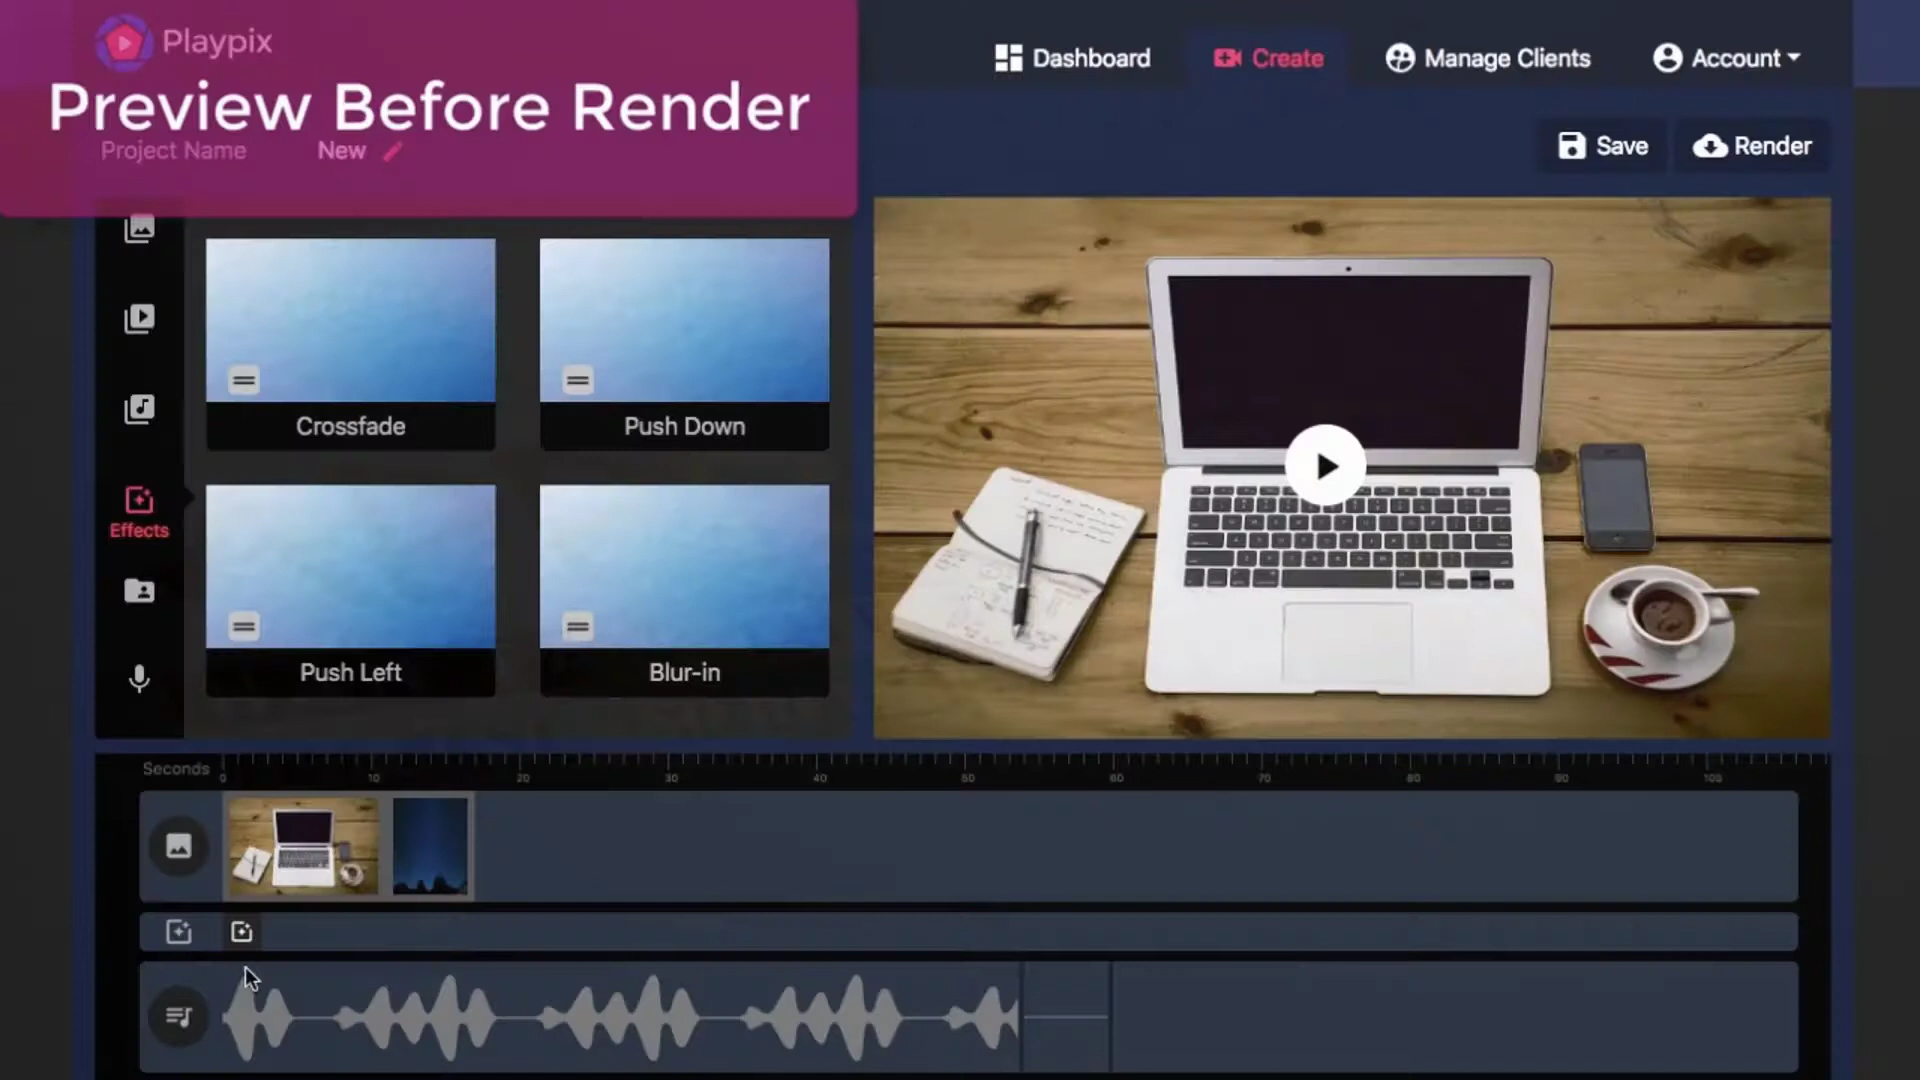 Playpix
Preview Before Render
Project Name New
Dashboard
Create
Manage Clients
Account
Save
Render
Crossfade
Push Down
Effects
Push Left
Blur-in
Seconds 0 10 20 30 40 50 60 70 80 90 100